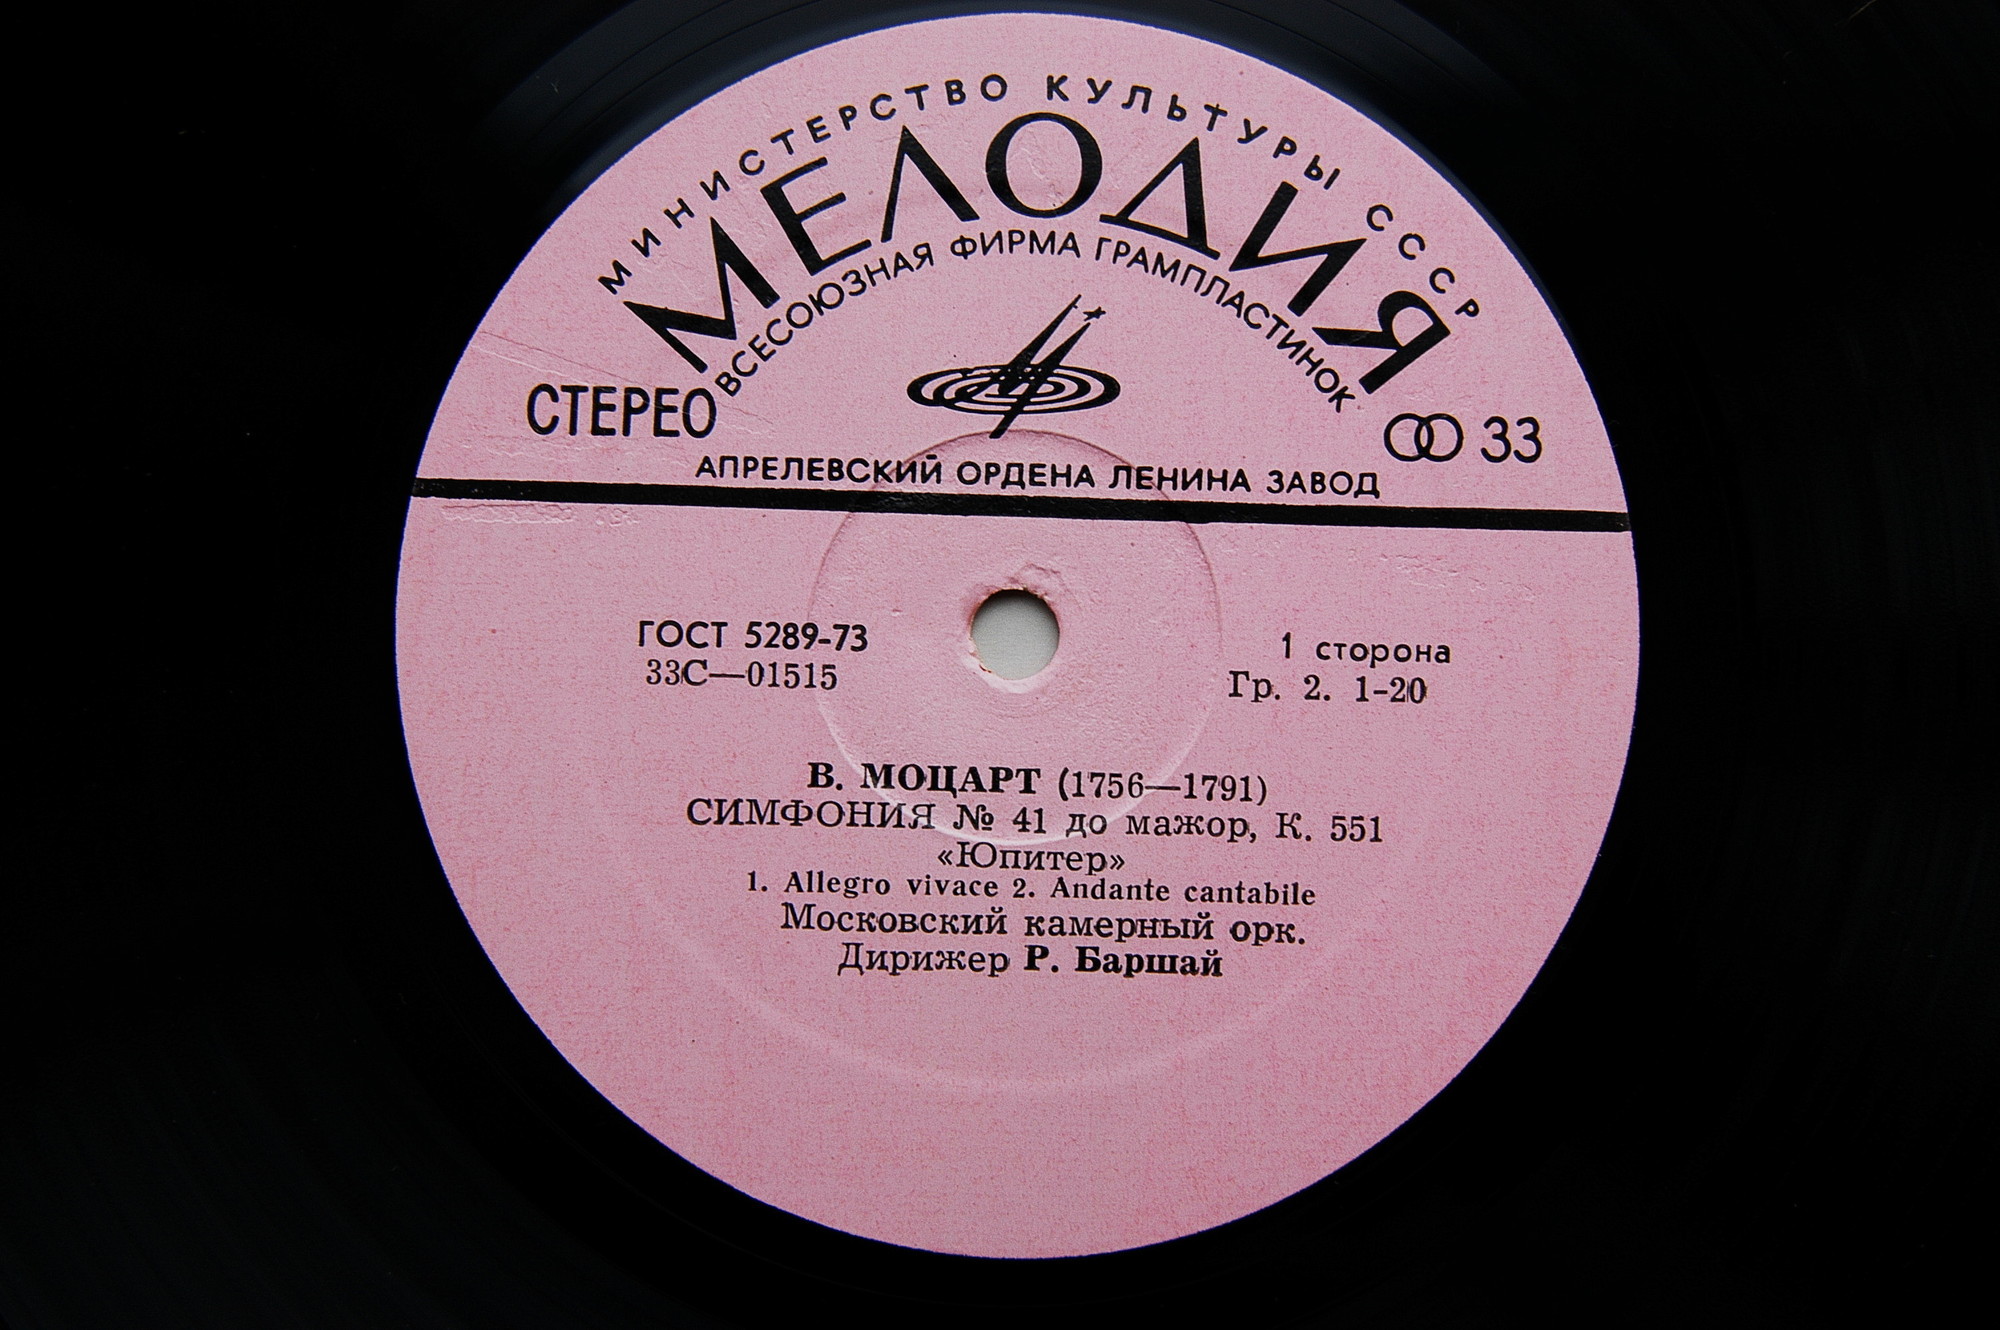 МИНИСТЕРСТВО КУЛЬТУРЫ СССР
МЕЛОДИЯ
ВСЕСОЮЗНАЯ ФИРМА ГРАМПЛАСТИНОК
СТЕРЕО
33
АПРЕЛЕВСКИЙ ОРДЕНА ЛЕНИНА ЗАВОД
ГОСТ 5289-73
33С—01515
1 сторона
Гр. 2. 1-20
В. МОЦАРТ (1756—1791)
СИМФОНИЯ № 41 до мажор, К. 551
«Юпитер»
1. Allegro vivace 2. Andante cantabile
Московский камерный орк.
Дирижер Р. Баршай